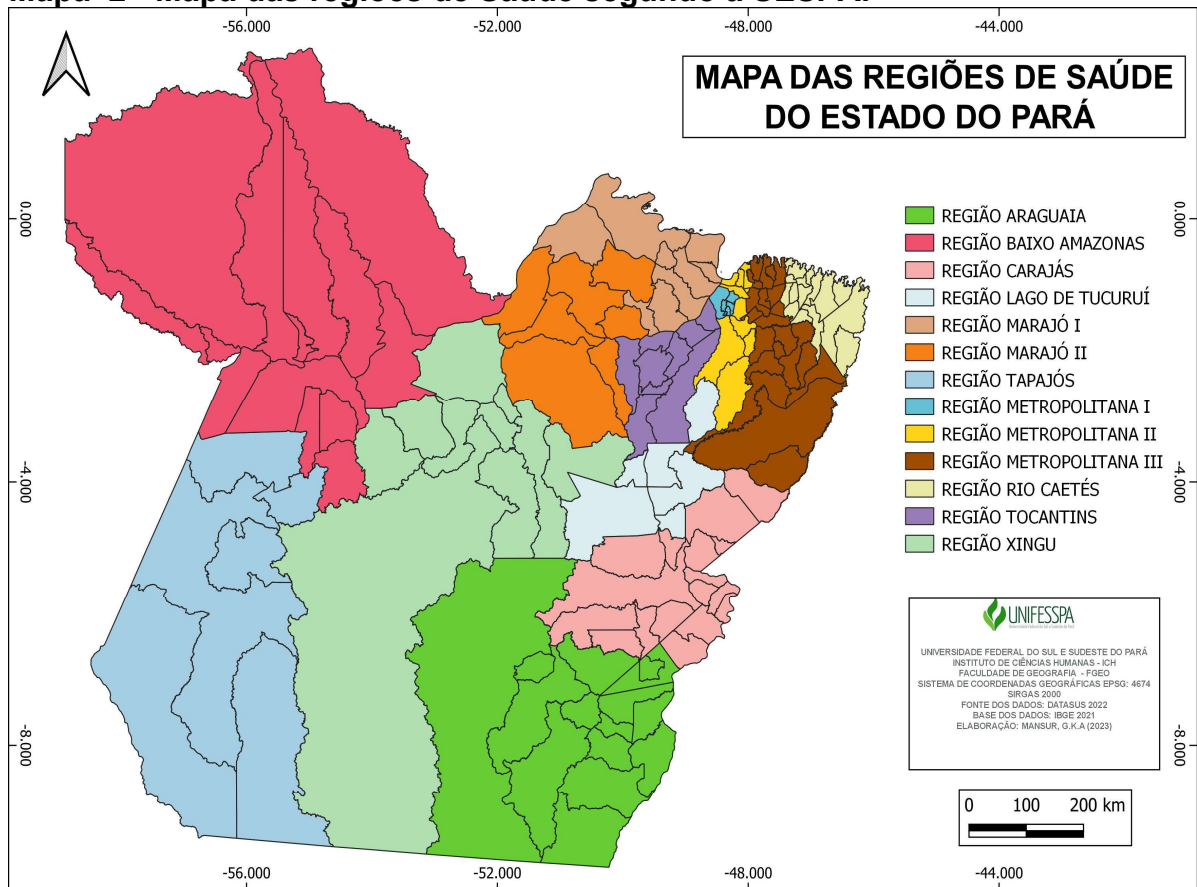 -56.000 -52.000 -48.000 -44.000
MAPA DAS REGIÕES DE SAÚDE
DO ESTADO DO PARÁ
0.000 0.000
REGIÃO ARAGUAIA
REGIÃO BAIXO AMAZONAS
REGIÃO CARAJÁS
REGIÃO LAGO DE TUCURUÍ
REGIÃO MARAJÓ I
REGIÃO MARAJÓ II
REGIÃO TAPAJÓS
REGIÃO METROPOLITANA I
REGIÃO METROPOLITANA II
REGIÃO METROPOLITANA III
REGIÃO RIO CAETÉS
REGIÃO TOCANTINS
REGIÃO XINGU
-4.000 -4.000
UNIFESSPA
UNIVERSIDADE FEDERAL DO SUL E SUDESTE DO PARÁ
INSTITUTO DE CIÊNCIAS HUMANAS - ICH
FACULDADE DE GEOGRAFIA - FGEO
SISTEMA DE COORDENADAS GEOGRÁFICAS EPSG: 4674
SIRGAS 2000
FONTE DOS DADOS: DATASUS 2022
BASE DOS DADOS: IBGE 2021
ELABORAÇÃO: MANSUR, G.K.A (2023)
-8.000 -8.000
0 100 200 km
-56.000 -52.000 -48.000 -44.000